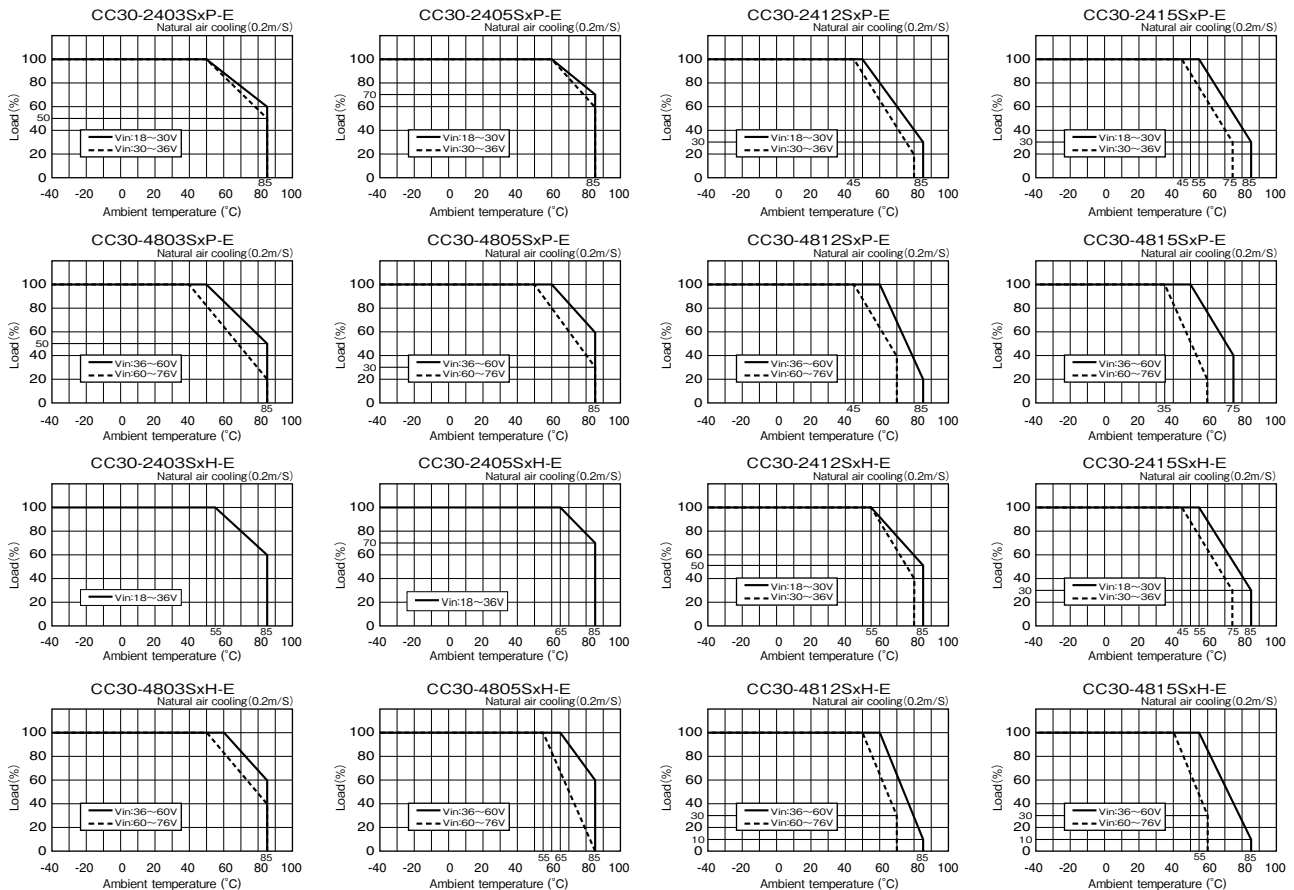 CC30-2403SxP-E
Natural air cooling(0.2m/S)
Load(%)
100
80
60
50
40
20
0
Vin:18~30V
Vin:30~36V
85
-40 -20 0 20 40 60 80 100
Ambient temperature (°C)
CC30-2405SxP-E
Natural air cooling(0.2m/S)
Load(%)
100
80
70
60
40
20
0
Vin:18~30V
Vin:30~36V
85
-40 -20 0 20 40 60 80 100
Ambient temperature (°C)
CC30-2412SxP-E
Natural air cooling(0.2m/S)
Load(%)
100
80
60
40
30
20
0
Vin:18~30V
Vin:30~36V
45 85
-40 -20 0 20 40 60 80 100
Ambient temperature (°C)
CC30-2415SxP-E
Natural air cooling(0.2m/S)
Load(%)
100
80
60
40
30
20
0
Vin:18~30V
Vin:30~36V
45 55 75 85
-40 -20 0 20 40 60 80 100
Ambient temperature (°C)
CC30-4803SxP-E
Natural air cooling(0.2m/S)
Load(%)
100
80
60
50
40
20
0
Vin:36~60V
Vin:60~76V
85
-40 -20 0 20 40 60 80 100
Ambient temperature (°C)
CC30-4805SxP-E
Natural air cooling(0.2m/S)
Load(%)
100
80
60
40
30
20
0
Vin:36~60V
Vin:60~76V
85
-40 -20 0 20 40 60 80 100
Ambient temperature (°C)
CC30-4812SxP-E
Natural air cooling(0.2m/S)
Load(%)
100
80
60
40
20
0
Vin:36~60V
Vin:60~76V
45 85
-40 -20 0 20 40 60 80 100
Ambient temperature (°C)
CC30-4815SxP-E
Natural air cooling(0.2m/S)
Load(%)
100
80
60
40
20
0
Vin:36~60V
Vin:60~76V
35 75
-40 -20 0 20 40 60 80 100
Ambient temperature (°C)
CC30-2403SxH-E
Natural air cooling(0.2m/S)
Load(%)
100
80
60
40
20
0
Vin:18~36V
55 85
-40 -20 0 20 40 60 80 100
Ambient temperature (°C)
CC30-2405SxH-E
Natural air cooling(0.2m/S)
Load(%)
100
80
70
60
40
20
0
Vin:18~36V
65 85
-40 -20 0 20 40 60 80 100
Ambient temperature (°C)
CC30-2412SxH-E
Natural air cooling(0.2m/S)
Load(%)
100
80
60
50
40
20
0
Vin:18~30V
Vin:30~36V
55 85
-40 -20 0 20 40 60 80 100
Ambient temperature (°C)
CC30-2415SxH-E
Natural air cooling(0.2m/S)
Load(%)
100
80
60
40
30
20
0
Vin:18~30V
Vin:30~36V
45 55 75 85
-40 -20 0 20 40 60 80 100
Ambient temperature (°C)
CC30-4803SxH-E
Natural air cooling(0.2m/S)
Load(%)
100
80
60
40
20
0
Vin:36~60V
Vin:60~76V
85
-40 -20 0 20 40 60 80 100
Ambient temperature (°C)
CC30-4805SxH-E
Natural air cooling(0.2m/S)
Load(%)
100
80
60
40
20
0
Vin:36~60V
Vin:60~76V
55 65 85
-40 -20 0 20 40 60 80 100
Ambient temperature (°C)
CC30-4812SxH-E
Natural air cooling(0.2m/S)
Load(%)
100
80
60
40
30
20
10
0
Vin:36~60V
Vin:60~76V
85
-40 -20 0 20 40 60 80 100
Ambient temperature (°C)
CC30-4815SxH-E
Natural air cooling(0.2m/S)
Load(%)
100
80
60
40
30
20
10
0
Vin:36~60V
Vin:60~76V
55 85
-40 -20 0 20 40 60 80 100
Ambient temperature (°C)